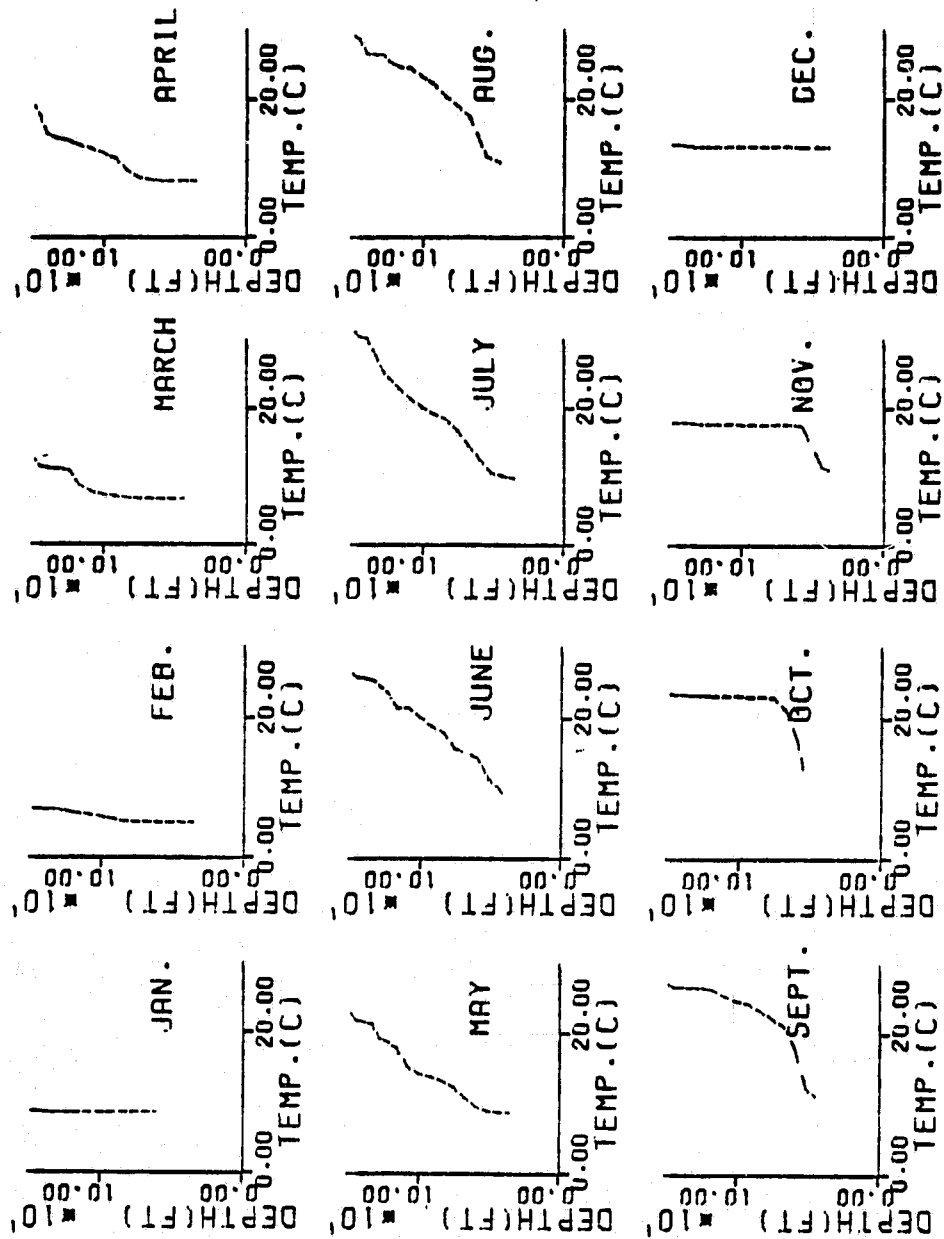 JAN.
DEPTH(FT) *10¹
10.00
0.00
0.00 20.00
TEMP.(C)
FEB.
DEPTH(FT) *10¹
10.00
0.00
0.00 20.00
TEMP.(C)
MARCH
DEPTH(FT) *10¹
10.00
0.00
0.00 20.00
TEMP.(C)
APRIL
DEPTH(FT) *10¹
10.00
0.00
0.00 20.00
TEMP.(C)
MAY
DEPTH(FT) *10¹
10.00
0.00
0.00 20.00
TEMP.(C)
JUNE
DEPTH(FT) *10¹
10.00
0.00
0.00 20.00
TEMP.(C)
JULY
DEPTH(FT) *10¹
10.00
0.00
0.00 20.00
TEMP.(C)
AUG.
DEPTH(FT) *10¹
10.00
0.00
0.00 20.00
TEMP.(C)
SEPT.
DEPTH(FT) *10¹
10.00
0.00
0.00 20.00
TEMP.(C)
OCT.
DEPTH(FT) *10¹
10.00
0.00
0.00 20.00
TEMP.(C)
NOV.
DEPTH(FT) *10¹
10.00
0.00
0.00 20.00
TEMP.(C)
DEC.
DEPTH(FT) *10¹
10.00
0.00
0.00 20.00
TEMP.(C)